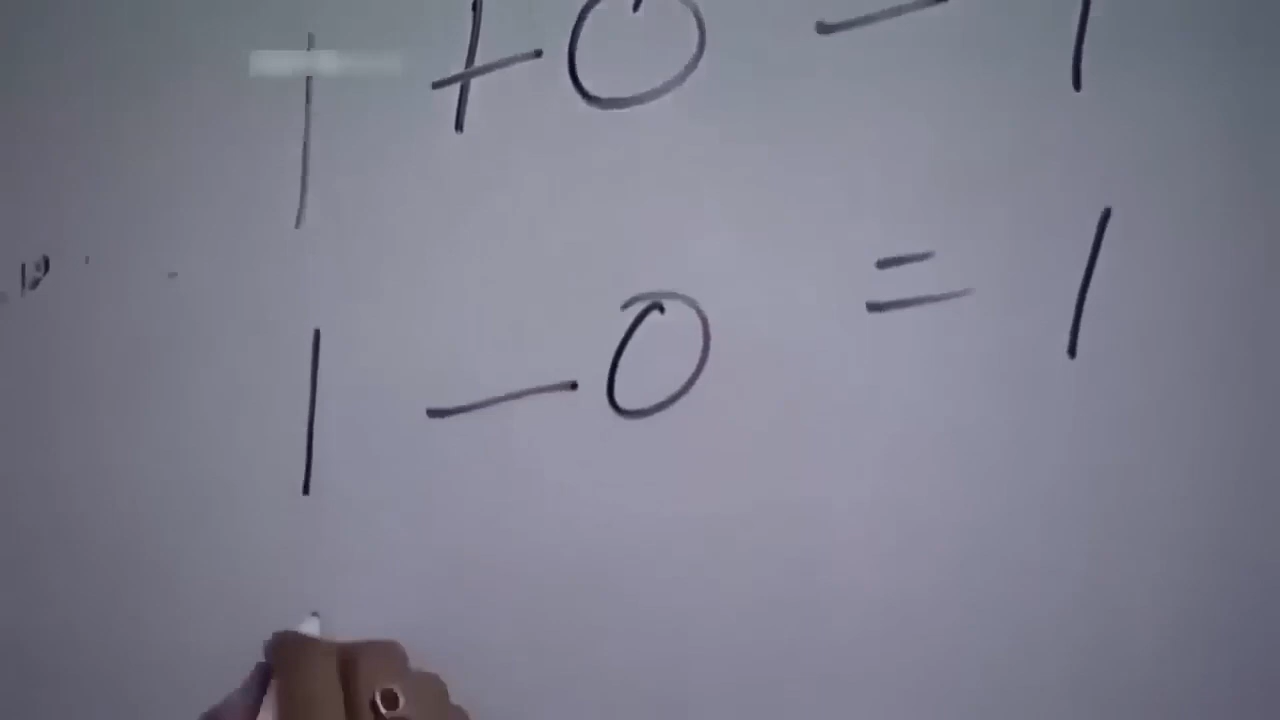 1 + 0 = 1
1 - 0 = 1